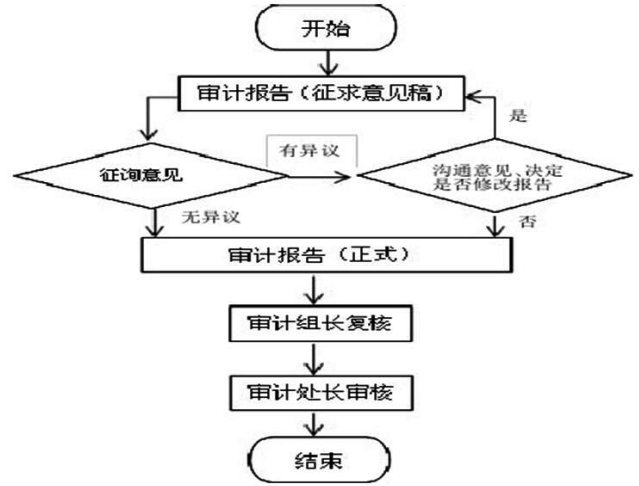 开始
审计报告（征求意见稿）
是
有异议
征询意见
沟通意见、决定
是否修改报告
无异议
否
审计报告（正式）
审计组长复核
审计处长审核
结束